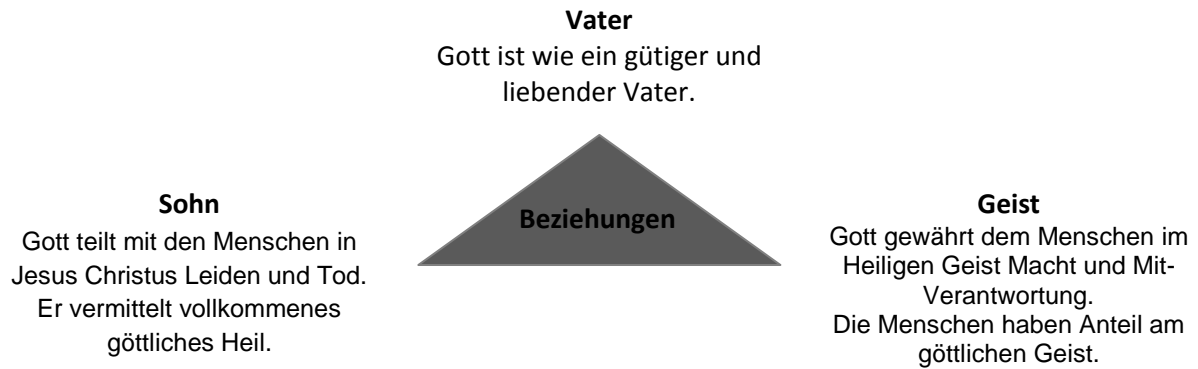 Vater
Gott ist wie ein gütiger und
liebender Vater.
Sohn
Gott teilt mit den Menschen in
Jesus Christus Leiden und Tod.
Er vermittelt vollkommenes
göttliches Heil.
Beziehungen
Geist
Gott gewährt dem Menschen im
Heiligen Geist Macht und Mit-
Verantwortung.
Die Menschen haben Anteil am
göttlichen Geist.